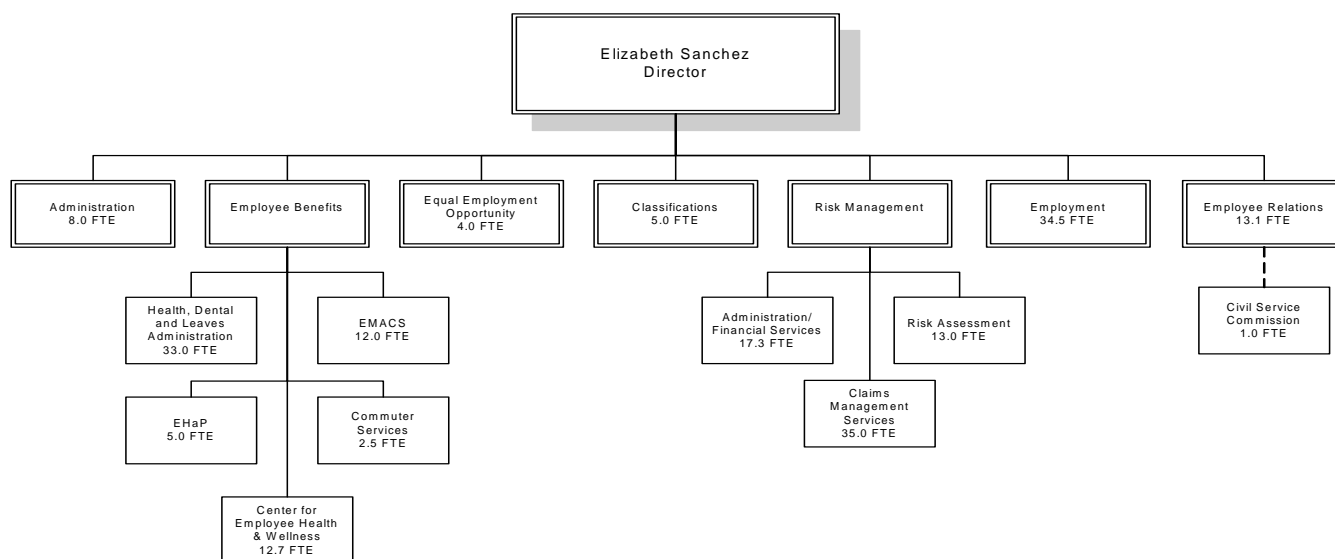 Elizabeth Sanchez
Director
Administration
8.0 FTE
Employee Benefits
Equal Employment
Opportunity
4.0 FTE
Classifications
5.0 FTE
Risk Management
Employment
34.5 FTE
Employee Relations
13.1 FTE
Health, Dental
and Leaves
Administration
33.0 FTE
EMACS
12.0 FTE
Administration/
Financial Services
17.3 FTE
Risk Assessment
13.0 FTE
Civil Service
Commission
1.0 FTE
EHaP
5.0 FTE
Commuter
Services
2.5 FTE
Claims
Management
Services
35.0 FTE
Center for
Employee Health
& Wellness
12.7 FTE